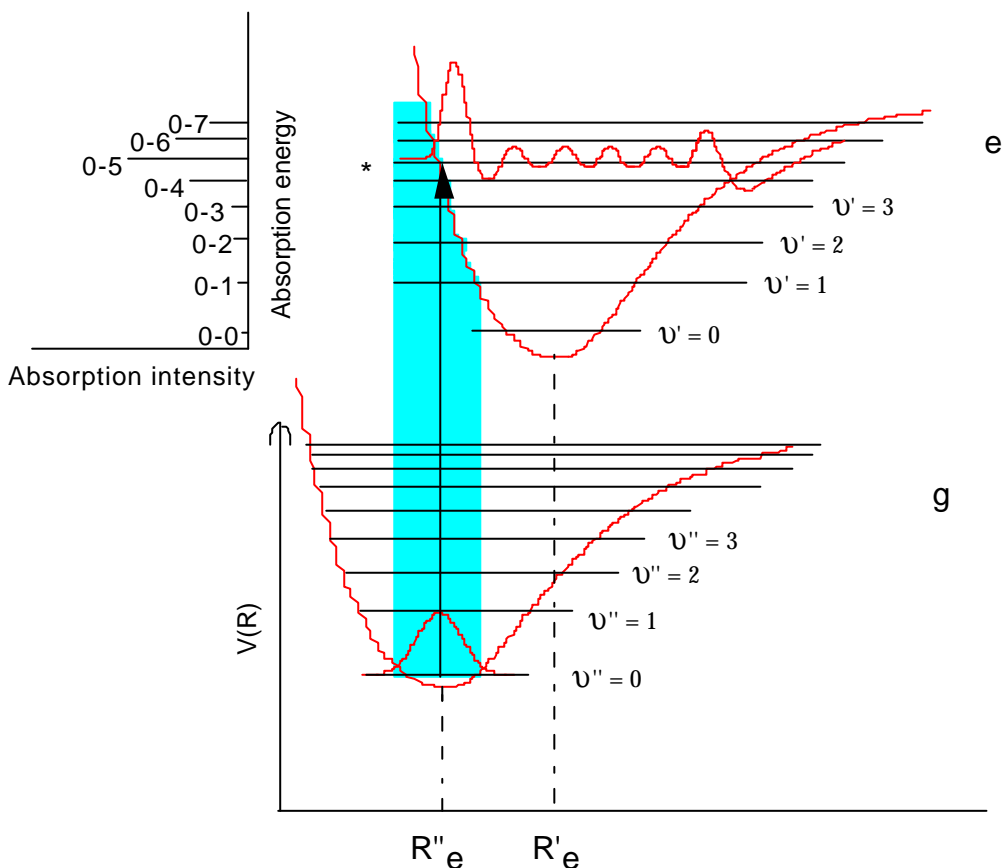 0-7
0-6
0-5
0-4
0-3
0-2
0-1
0-0
Absorption energy
Absorption intensity
*
e
υ' = 3
υ' = 2
υ' = 1
υ' = 0
g
υ'' = 3
υ'' = 2
υ'' = 1
υ'' = 0
V(R)
R''e
R'e